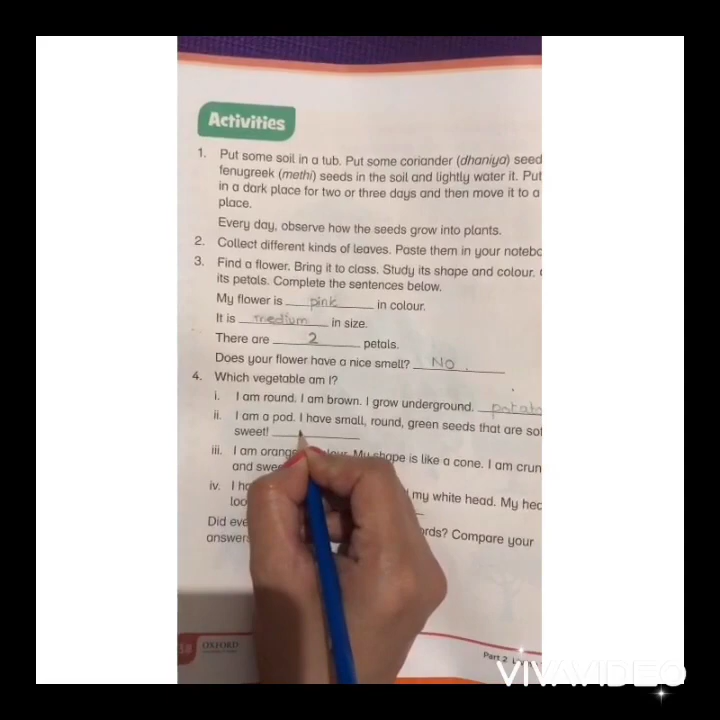 Activities
1. Put some soil in a tub. Put some coriander (dhaniya) seed
fenugreek (methi) seeds in the soil and lightly water it. Put
in a dark place for two or three days and then move it to a
place.
Every day, observe how the seeds grow into plants.
2. Collect different kinds of leaves. Paste them in your notebo
3. Find a flower. Bring it to class. Study its shape and colour.
its petals. Complete the sentences below.
My flower is pink in colour.
It is medium in size.
There are 2 petals.
Does your flower have a nice smell? No.
4. Which vegetable am I?
i. I am round. I am brown. I grow underground. potato
ii. I am a pod. I have small, round, green seeds that are sof
sweet!
iii. I am orange My shape is like a cone. I am crun
and swee
iv. I ha my white head. My hea
loo
Did eve rds? Compare your
answer
58 OXFORD
Part 2
VIVAVIDEO